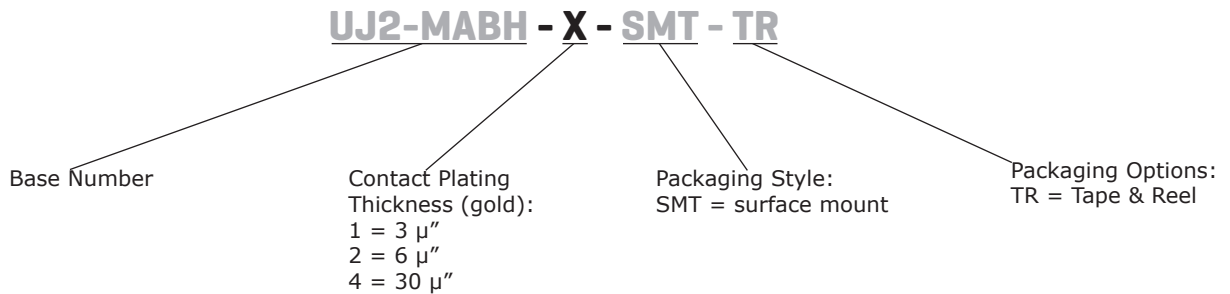 UJ2-MABH - X - SMT - TR
Base Number
Contact Plating
Thickness (gold):
1 = 3 µ"
2 = 6 µ"
4 = 30 µ"
Packaging Style:
SMT = surface mount
Packaging Options:
TR = Tape & Reel